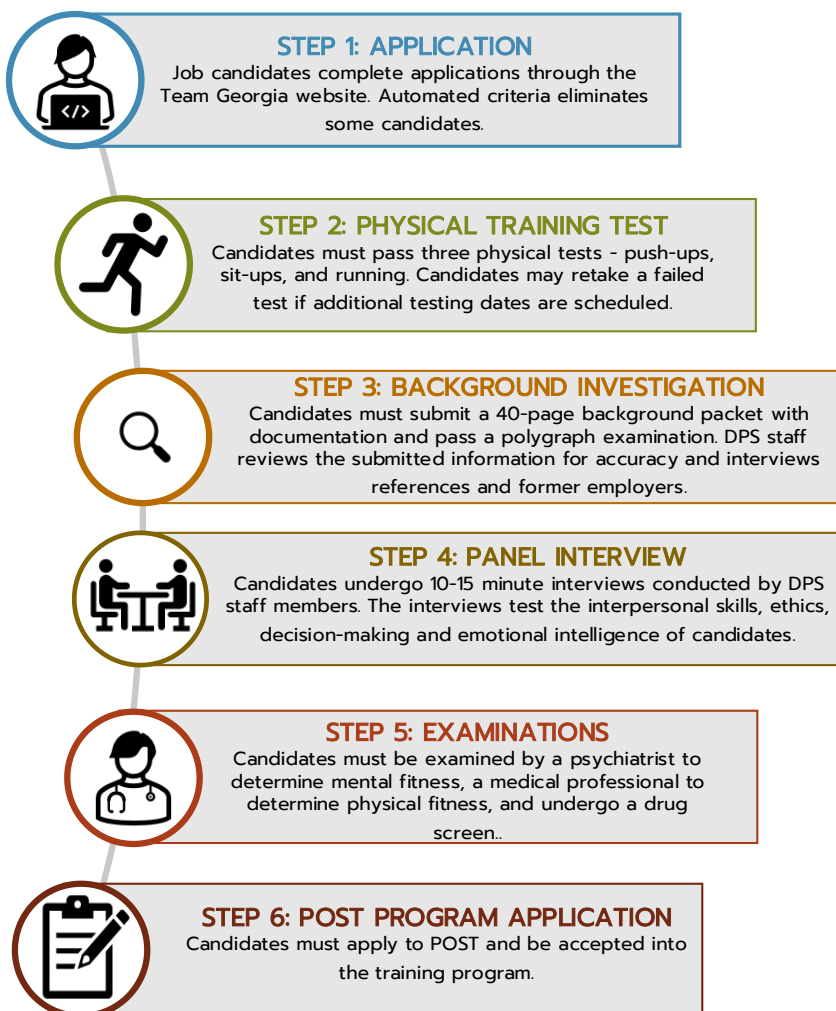 STEP 1: APPLICATION
Job candidates complete applications through the
Team Georgia website. Automated criteria eliminates
some candidates.
STEP 2: PHYSICAL TRAINING TEST
Candidates must pass three physical tests - push-ups,
sit-ups, and running. Candidates may retake a failed
test if additional testing dates are scheduled.
STEP 3: BACKGROUND INVESTIGATION
Candidates must submit a 40-page background packet with
documentation and pass a polygraph examination. DPS staff
reviews the submitted information for accuracy and interviews
references and former employers.
STEP 4: PANEL INTERVIEW
Candidates undergo 10-15 minute interviews conducted by DPS
staff members. The interviews test the interpersonal skills, ethics,
decision-making and emotional intelligence of candidates.
STEP 5: EXAMINATIONS
Candidates must be examined by a psychiatrist to
determine mental fitness, a medical professional to
determine physical fitness, and undergo a drug
screen..
STEP 6: POST PROGRAM APPLICATION
Candidates must apply to POST and be accepted into
the training program.